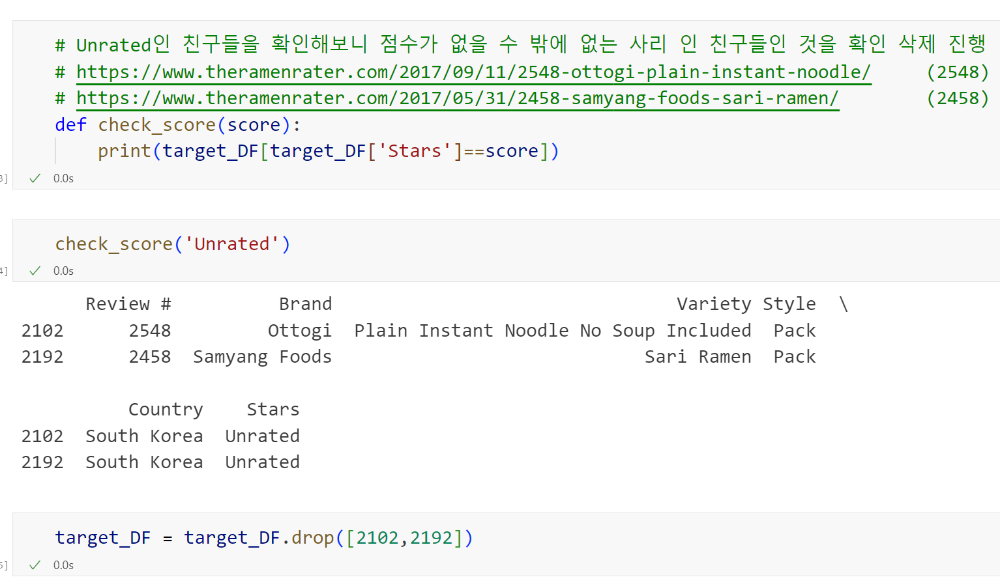 # Unrated인 친구들을 확인해보니 점수가 없을 수 밖에 없는 사리 인 친구들인 것을 확인 삭제 진행
# https://www.theramenrater.com/2017/09/11/2548-ottogi-plain-instant-noodle/ (2548)
# https://www.theramenrater.com/2017/05/31/2458-samyang-foods-sari-ramen/ (2458)
def check_score(score):
    print(target_DF[target_DF['Stars']==score])
3] ✓ 0.0s
check_score('Unrated')
4] ✓ 0.0s
Review # Brand Variety Style \
2102 2548 Ottogi Plain Instant Noodle No Soup Included Pack
2192 2458 Samyang Foods Sari Ramen Pack
Country Stars
2102 South Korea Unrated
2192 South Korea Unrated
target_DF = target_DF.drop([2102,2192])
5] ✓ 0.0s